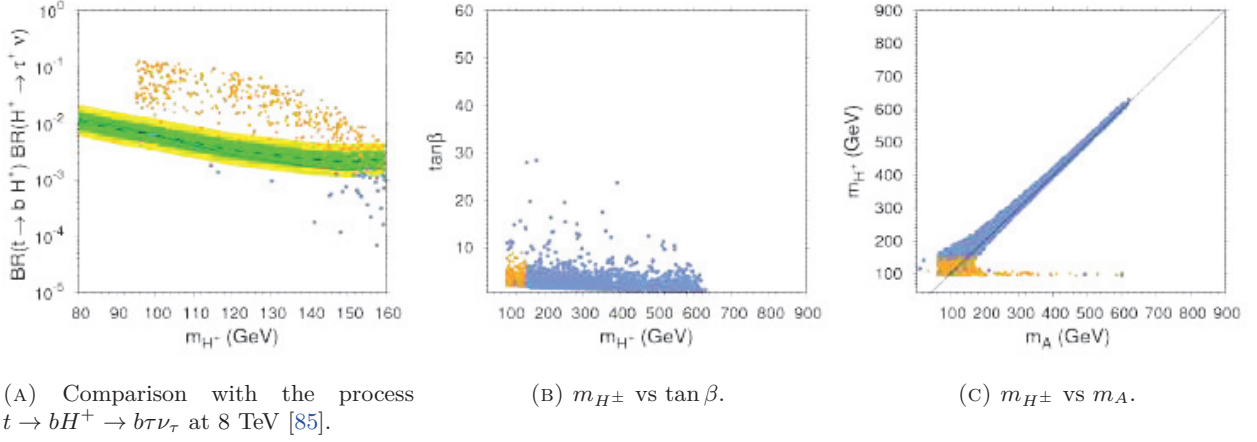 10^0
10^-1
10^-2
10^-3
10^-4
10^-5
BR(t → b H^+) BR(H^+ → τ^+ ν)
80 90 100 110 120 130 140 150 160
m_H^+ (GeV)
60
50
40
30
20
10
tanβ
100 200 300 400 500 600 700 800 900
m_H^+ (GeV)
900
800
700
600
500
400
300
200
100
m_H^+ (GeV)
100 200 300 400 500 600 700 800 900
m_A (GeV)
(A) Comparison with the process
t → bH^+ → bτν_τ at 8 TeV [85].
(B) m_H^± vs tan β.
(C) m_H^± vs m_A.